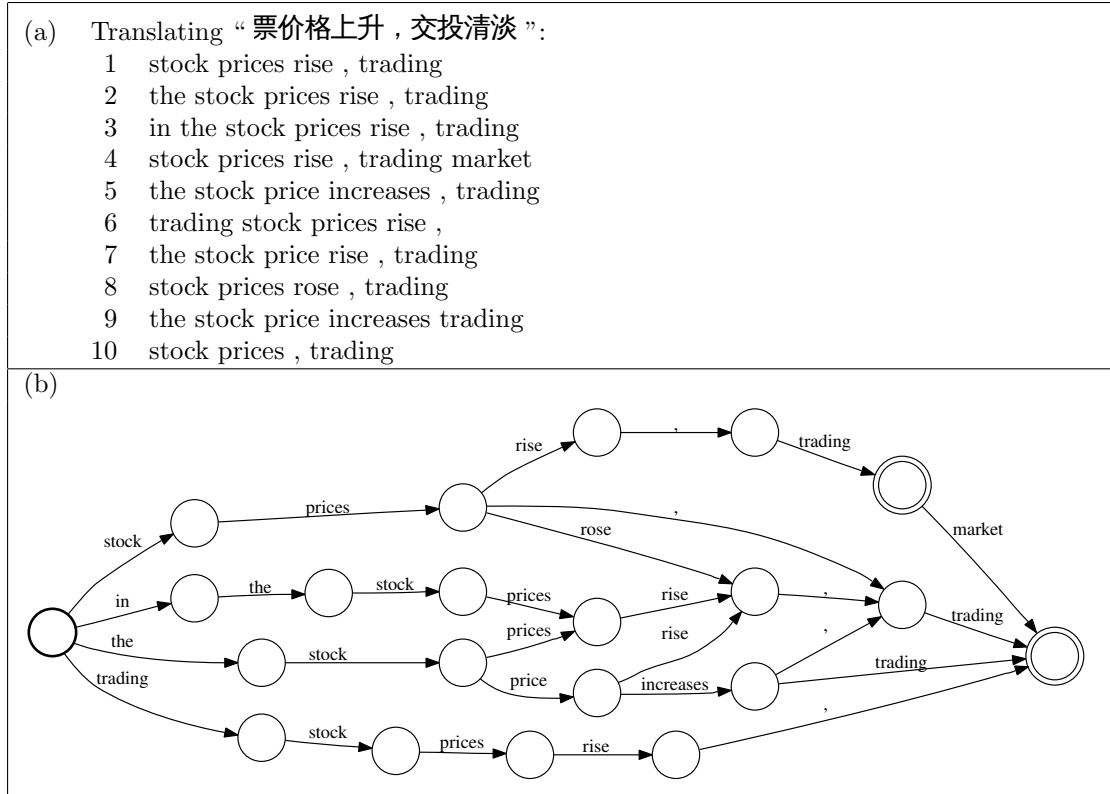 (a) Translating “ 票价格上升，交投清淡 ”:
1 stock prices rise , trading
2 the stock prices rise , trading
3 in the stock prices rise , trading
4 stock prices rise , trading market
5 the stock price increases , trading
6 trading stock prices rise ,
7 the stock price rise , trading
8 stock prices rose , trading
9 the stock price increases trading
10 stock prices , trading
(b)
rise
,
trading
prices
,
stock
rose
market
in
the
stock
prices
rise
,
trading
the
stock
prices
rise
,
trading
price
increases
trading
stock
prices
rise
,